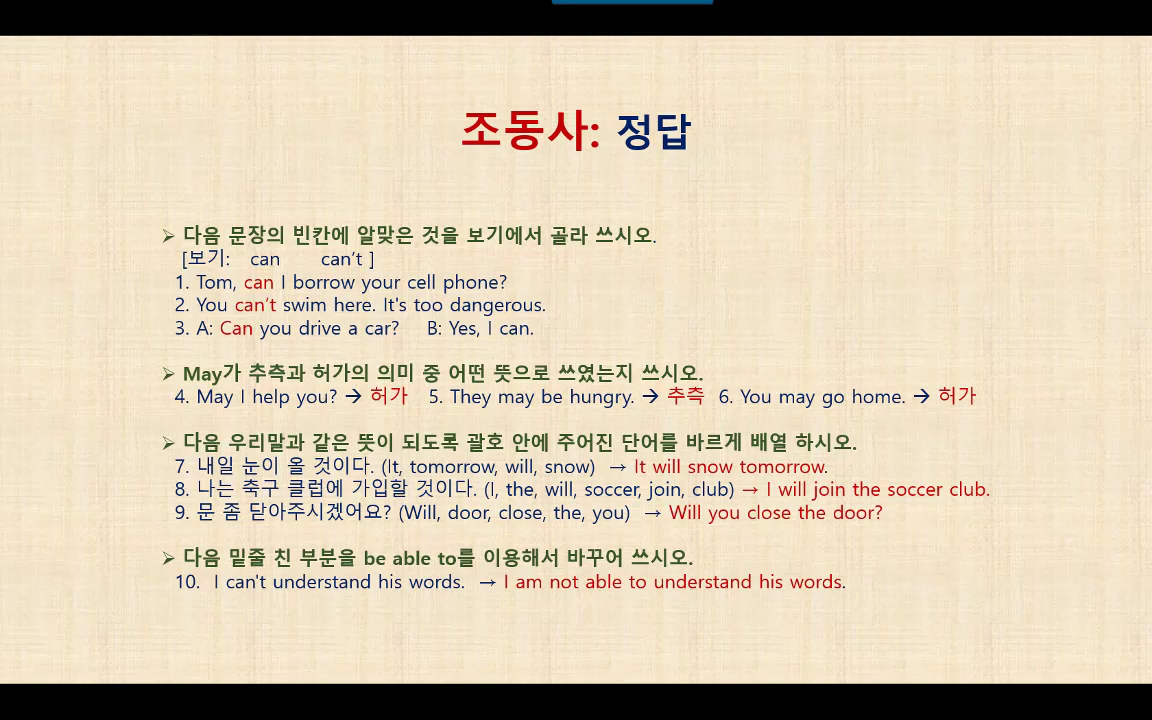 조동사: 정답
➢ 다음 문장의 빈칸에 알맞은 것을 보기에서 골라 쓰시오.
[보기: can can’t ]
1. Tom, can I borrow your cell phone?
2. You can’t swim here. It's too dangerous.
3. A: Can you drive a car? B: Yes, I can.
➢ May가 추측과 허가의 의미 중 어떤 뜻으로 쓰였는지 쓰시오.
4. May I help you? → 허가 5. They may be hungry. → 추측 6. You may go home. → 허가
➢ 다음 우리말과 같은 뜻이 되도록 괄호 안에 주어진 단어를 바르게 배열 하시오.
7. 내일 눈이 올 것이다. (It, tomorrow, will, snow) → It will snow tomorrow.
8. 나는 축구 클럽에 가입할 것이다. (I, the, will, soccer, join, club) → I will join the soccer club.
9. 문 좀 닫아주시겠어요? (Will, door, close, the, you) → Will you close the door?
➢ 다음 밑줄 친 부분을 be able to를 이용해서 바꾸어 쓰시오.
10. I can't understand his words. → I am not able to understand his words.